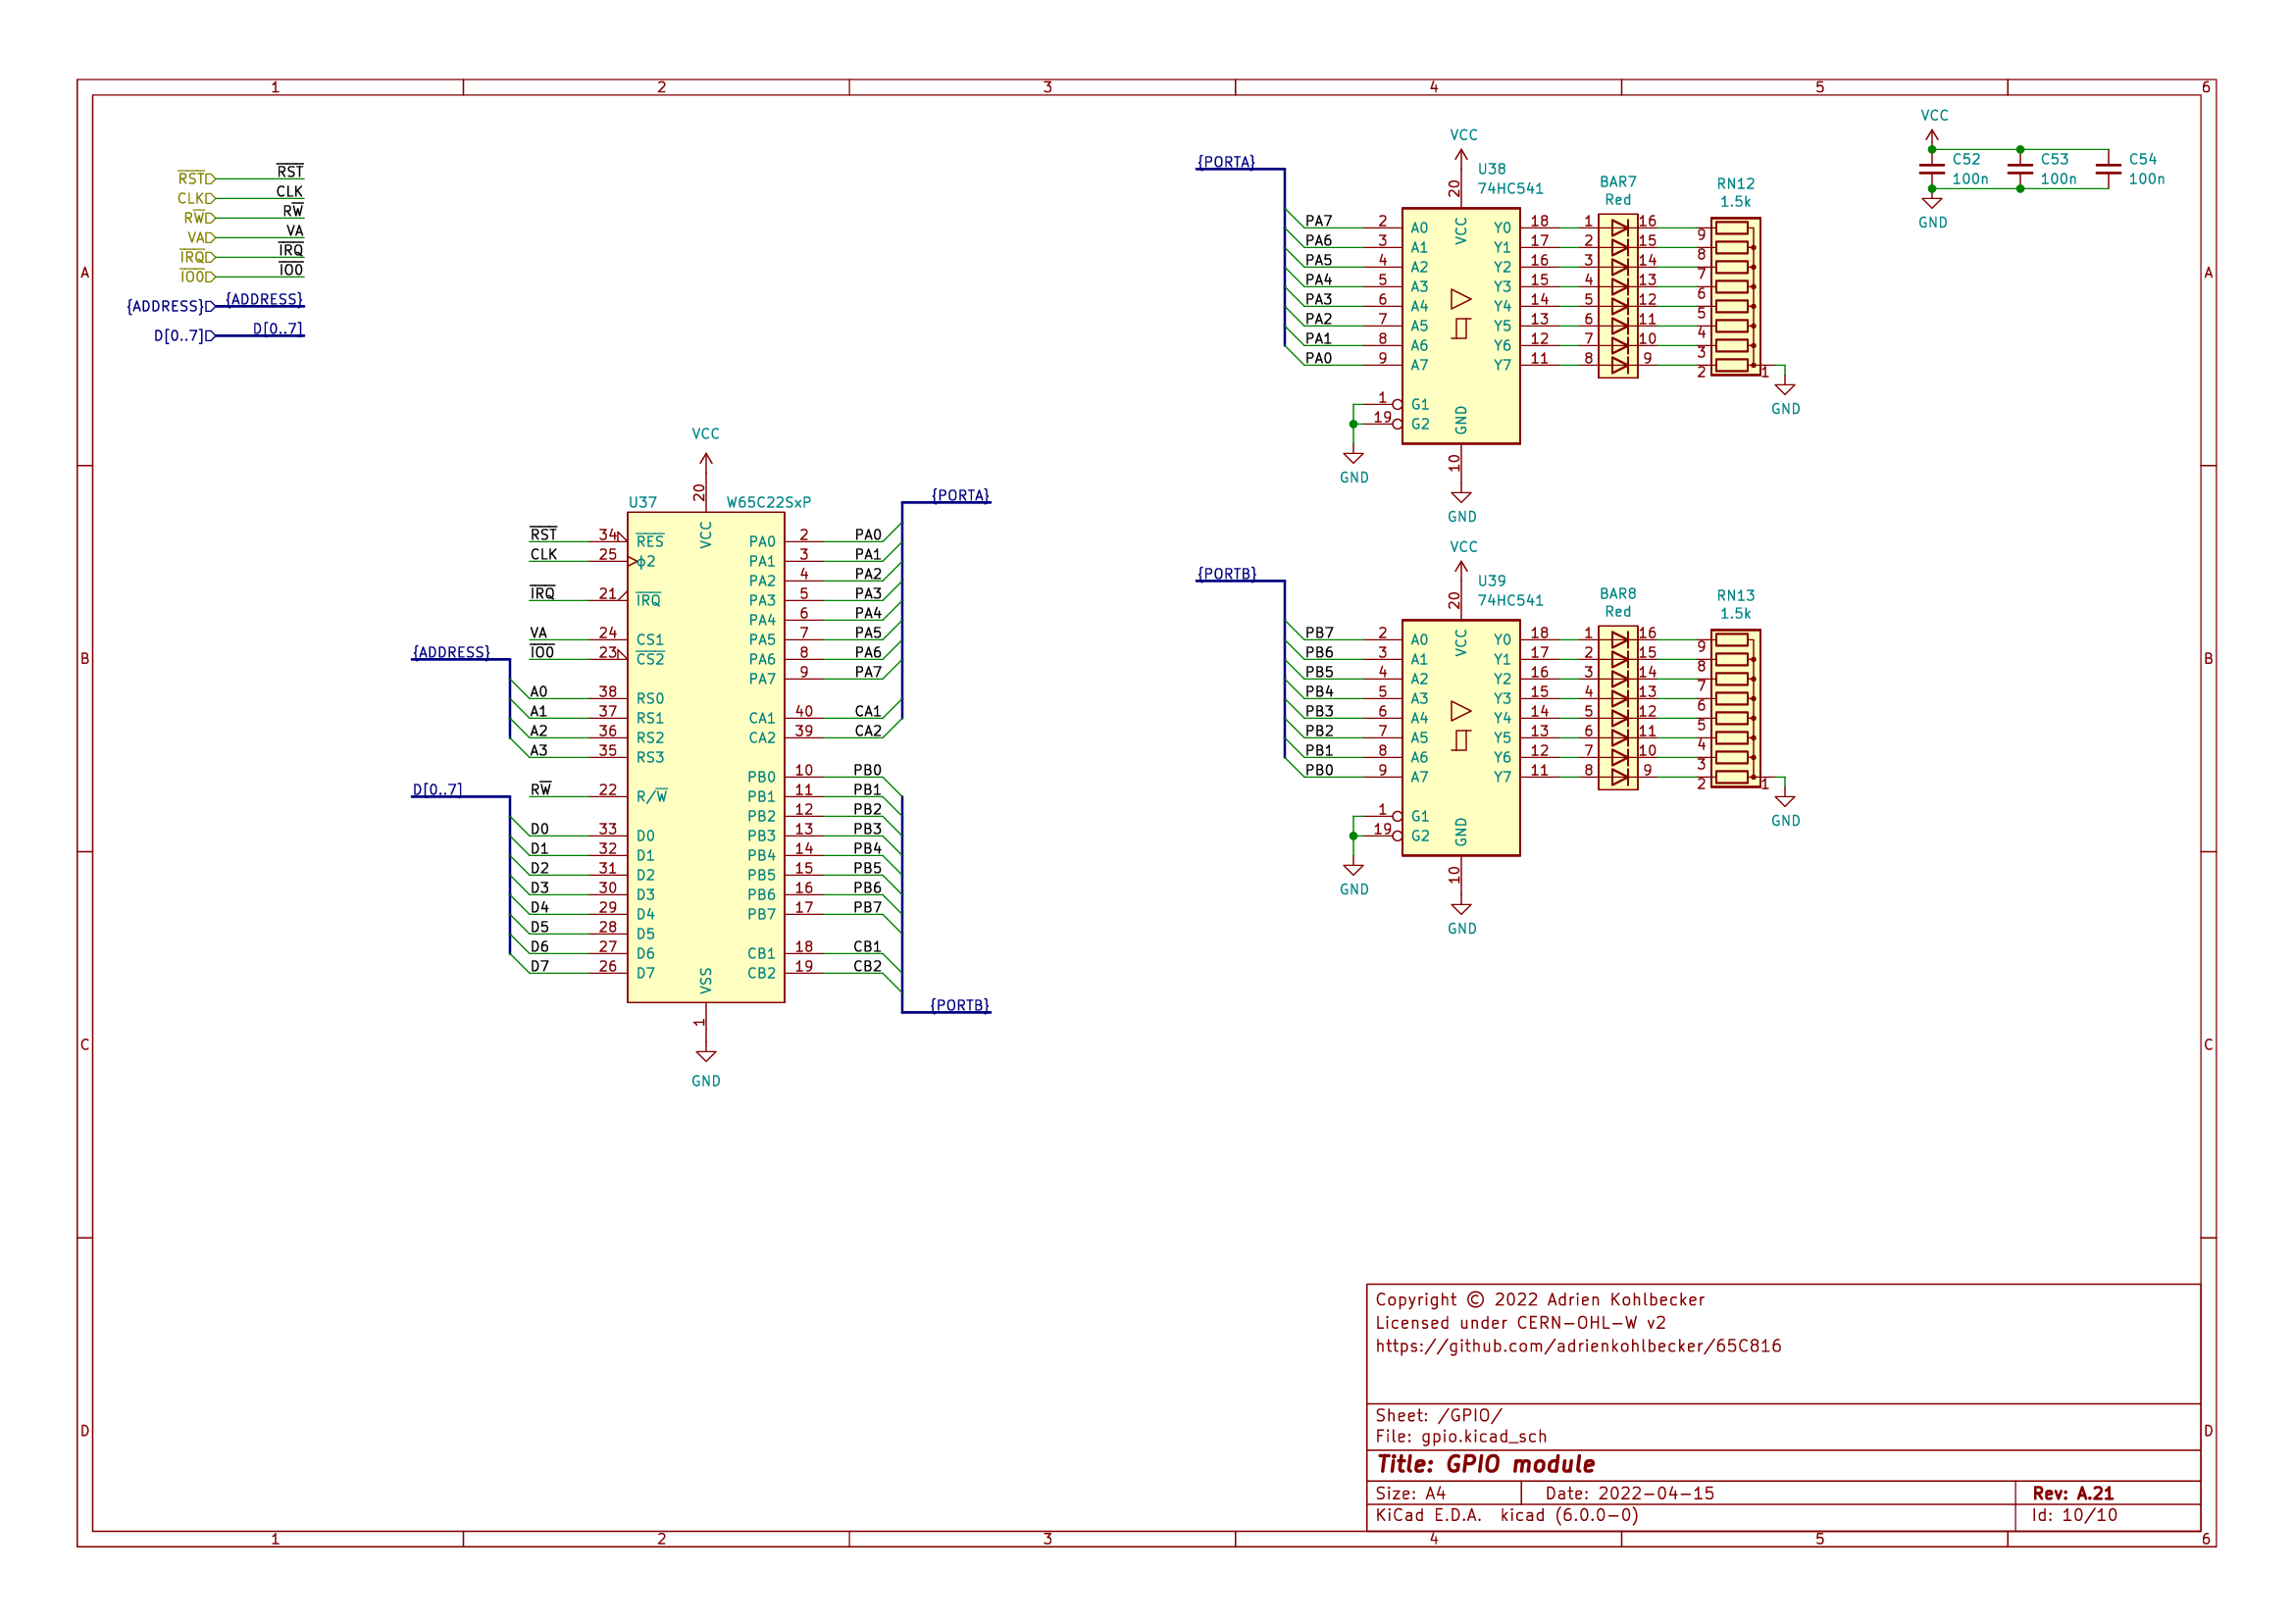 1 2 3 4 5 6
A
B
C
D
A
B
C
D
1 2 3 4 5 6
RST RST
CLK CLK
RW RW
VA VA
IRQ IRQ
IO0 IO0
{ADDRESS} {ADDRESS}
D[0..7] D[0..7]
VCC
U37 W65C22SxP
20
VCC
RST 34 RES
CLK 25 ϕ2
IRQ 21 IRQ
VA 24 CS1
IO0 23 CS2
{ADDRESS}
A0 38 RS0
A1 37 RS1
A2 36 RS2
A3 35 RS3
RW 22 R/W
D[0..7]
D0 33 D0
D1 32 D1
D2 31 D2
D3 30 D3
D4 29 D4
D5 28 D5
D6 27 D6
D7 26 D7
VSS
1
GND
{PORTA}
PA0 2 PA0
PA1 3 PA1
PA2 4 PA2
PA3 5 PA3
PA4 6 PA4
PA5 7 PA5
PA6 8 PA6
PA7 9 PA7
CA1 40 CA1
CA2 39 CA2
PB0 10 PB0
PB1 11 PB1
PB2 12 PB2
PB3 13 PB3
PB4 14 PB4
PB5 15 PB5
PB6 16 PB6
PB7 17 PB7
CB1 18 CB1
CB2 19 CB2
{PORTB}
{PORTA}
VCC
U38
74HC541
20
VCC
BAR7
Red
RN12
1.5k
PA7 2 A0 Y0 18 1 16 9
PA6 3 A1 Y1 17 2 15 8
PA5 4 A2 Y2 16 3 14 7
PA4 5 A3 Y3 15 4 13 6
PA3 6 A4 Y4 14 5 12 5
PA2 7 A5 Y5 13 6 11 4
PA1 8 A6 Y6 12 7 10 3
PA0 9 A7 Y7 11 8 9 2 1
1 G1
19 G2
GND
GND
10
GND
GND
{PORTB}
VCC
U39
74HC541
20
VCC
BAR8
Red
RN13
1.5k
PB7 2 A0 Y0 18 1 16 9
PB6 3 A1 Y1 17 2 15 8
PB5 4 A2 Y2 16 3 14 7
PB4 5 A3 Y3 15 4 13 6
PB3 6 A4 Y4 14 5 12 5
PB2 7 A5 Y5 13 6 11 4
PB1 8 A6 Y6 12 7 10 3
PB0 9 A7 Y7 11 8 9 2 1
1 G1
19 G2
GND
GND
10
GND
GND
VCC
C52
100n
C53
100n
C54
100n
GND
Copyright © 2022 Adrien Kohlbecker
Licensed under CERN-OHL-W v2
https://github.com/adrienkohlbecker/65C816
Sheet: /GPIO/
File: gpio.kicad_sch
Title: GPIO module
Size: A4 Date: 2022-04-15 Rev: A.21
KiCad E.D.A. kicad (6.0.0-0) Id: 10/10